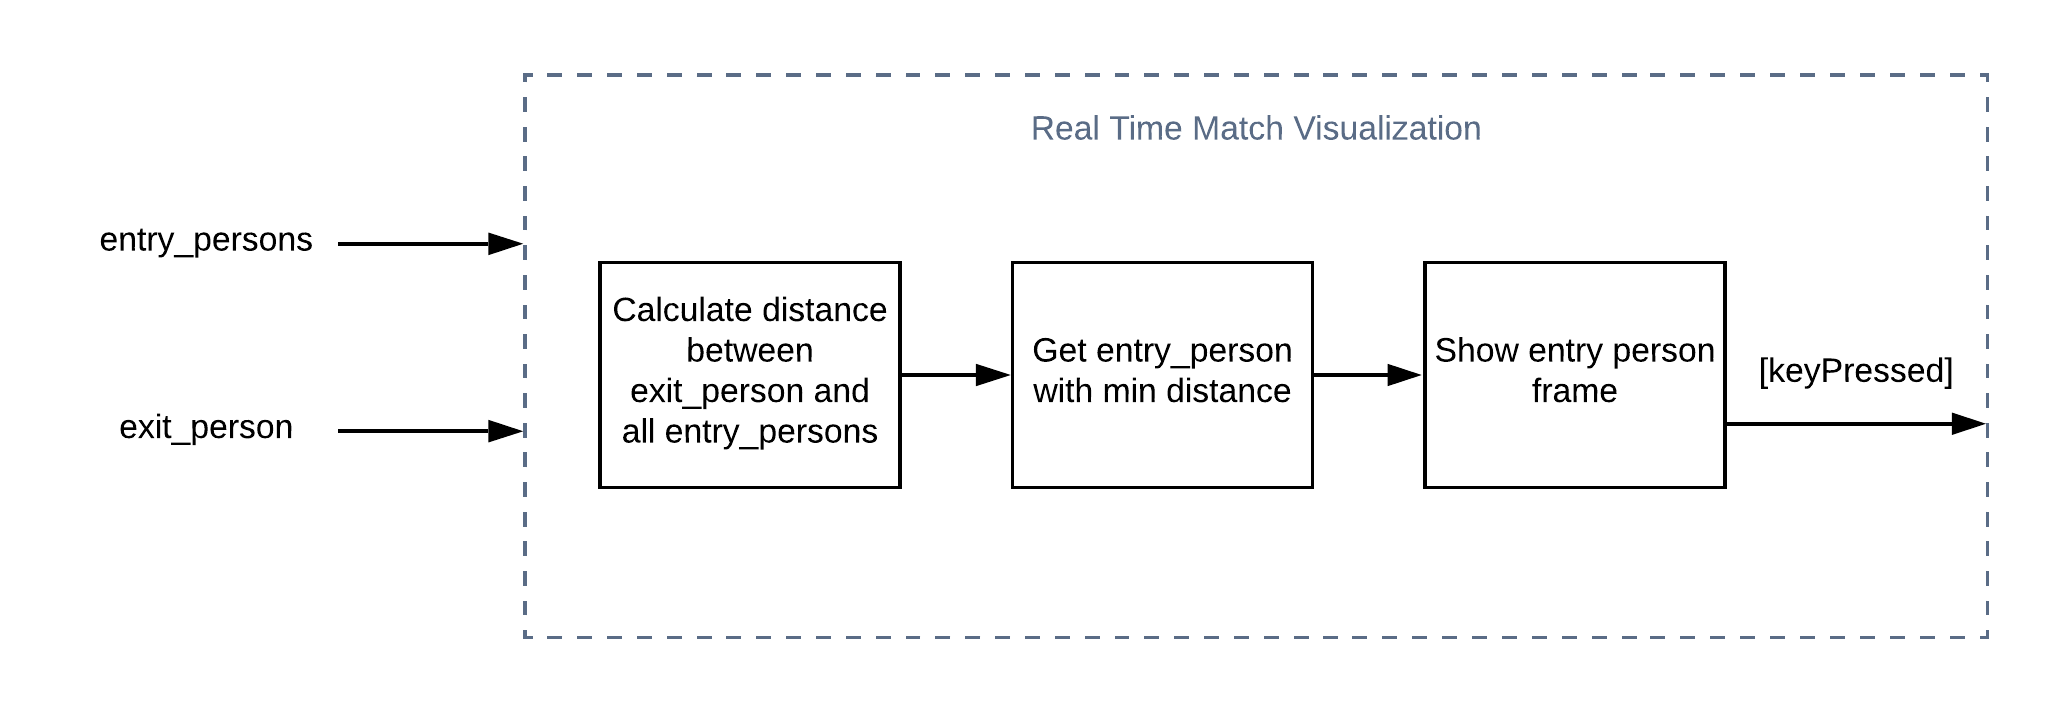 Real Time Match Visualization
entry_persons
exit_person
Calculate distance
between
exit_person and
all entry_persons
Get entry_person
with min distance
Show entry person
frame
[keyPressed]